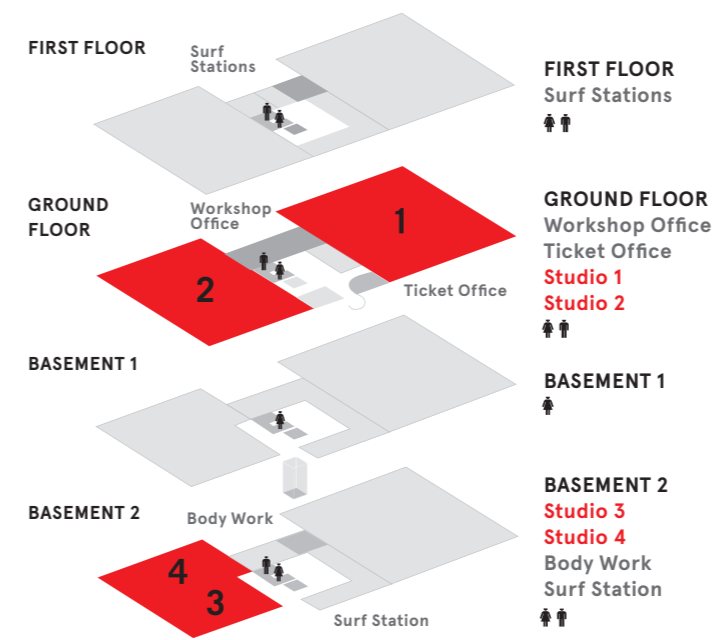 FIRST FLOOR
Surf
Stations
FIRST FLOOR
Surf Stations
GROUND
FLOOR
Workshop
Office
1
2
Ticket Office
GROUND FLOOR
Workshop Office
Ticket Office
Studio 1
Studio 2
BASEMENT 1
BASEMENT 1
BASEMENT 2
Body Work
4
3
Surf Station
BASEMENT 2
Studio 3
Studio 4
Body Work
Surf Station